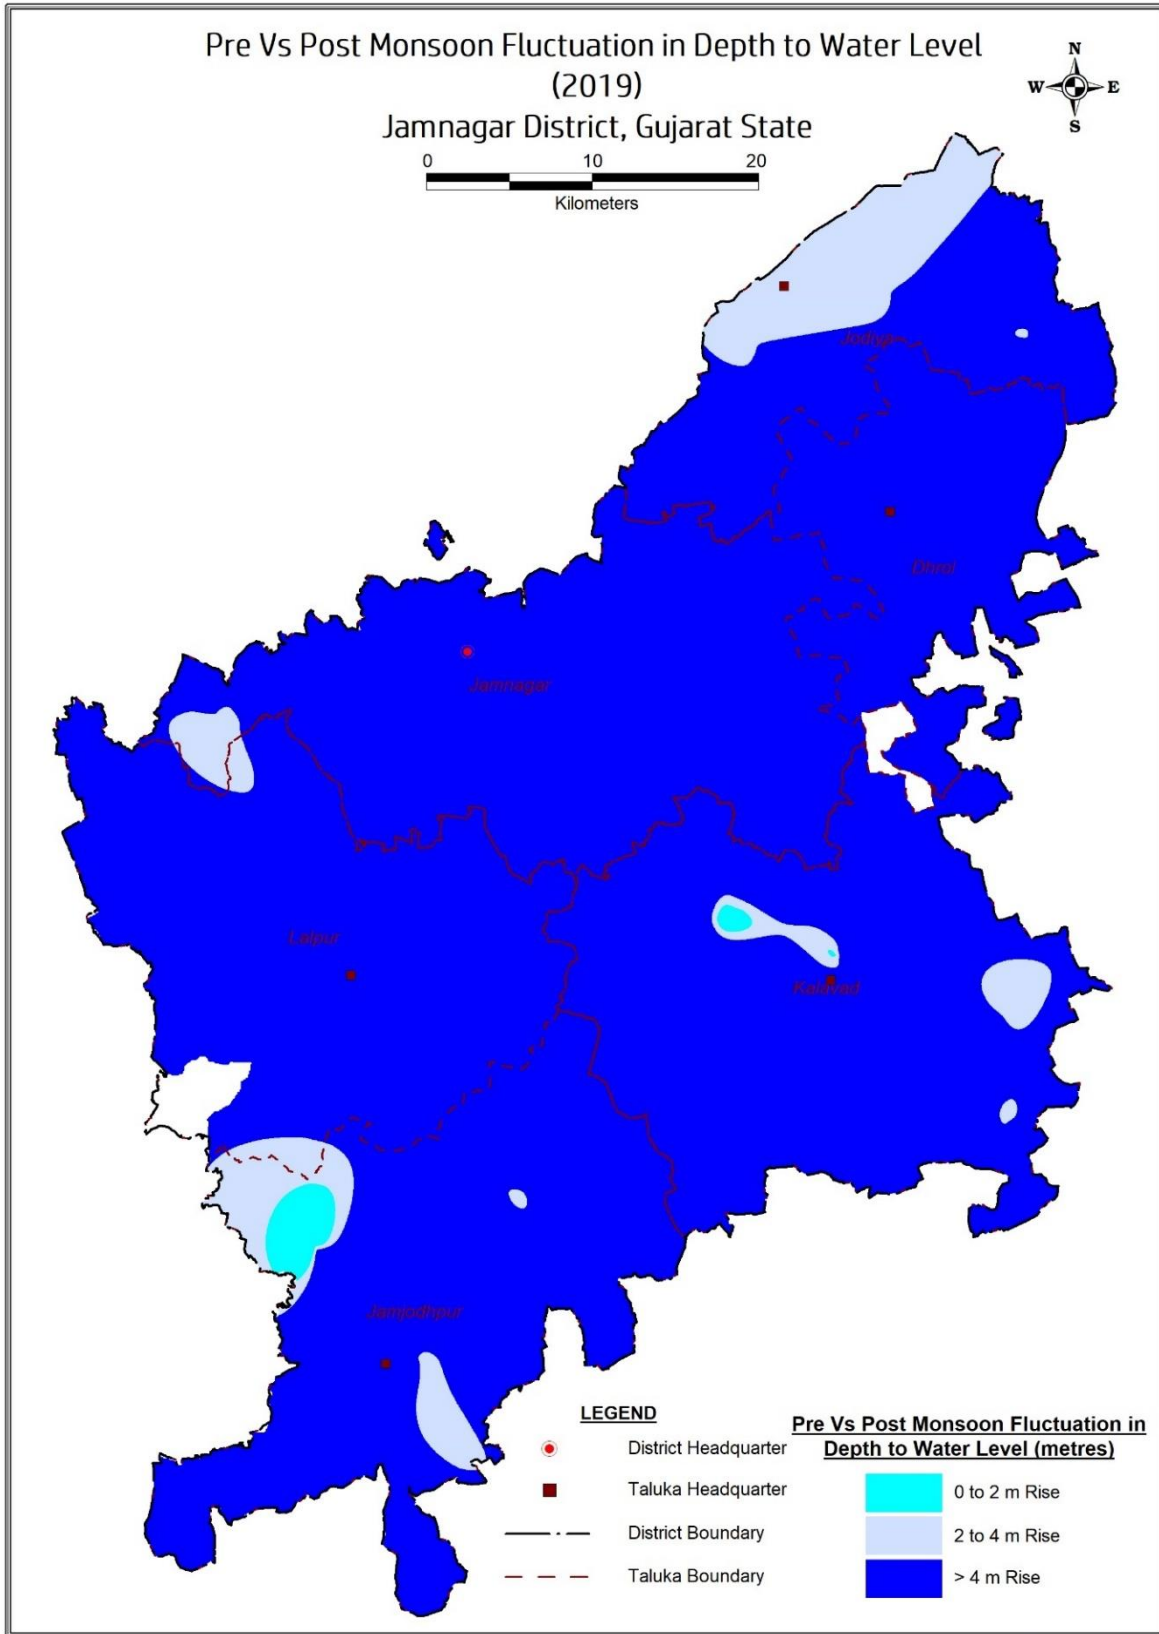 Pre Vs Post Monsoon Fluctuation in Depth to Water Level
(2019)
Jamnagar District, Gujarat State
N
W E
S
0 10 20
Kilometers
Jodiya
Dhrol
Jamnagar
Lalpur
Kalavad
Jamjodhpur
LEGEND
District Headquarter
Taluka Headquarter
District Boundary
Taluka Boundary
Pre Vs Post Monsoon Fluctuation in
Depth to Water Level (metres)
0 to 2 m Rise
2 to 4 m Rise
> 4 m Rise